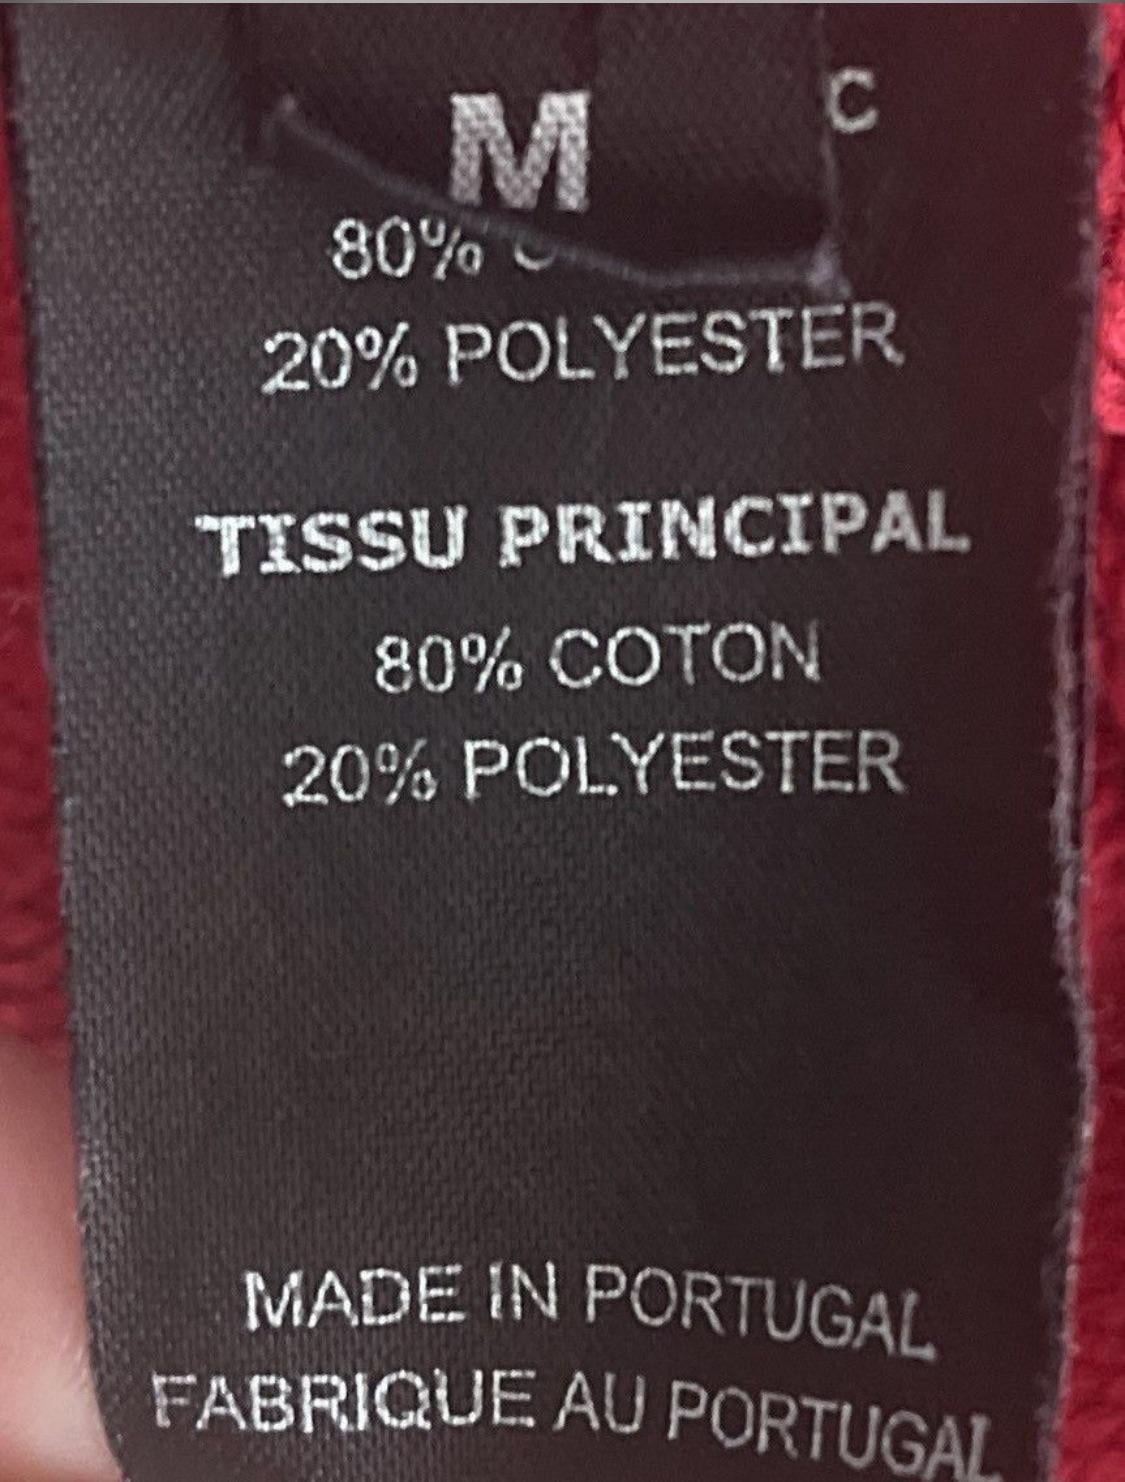 C
M
80%
20% POLYESTER
TISSU PRINCIPAL
80% COTON
20% POLYESTER
MADE IN PORTUGAL
FABRIQUE AU PORTUGAL